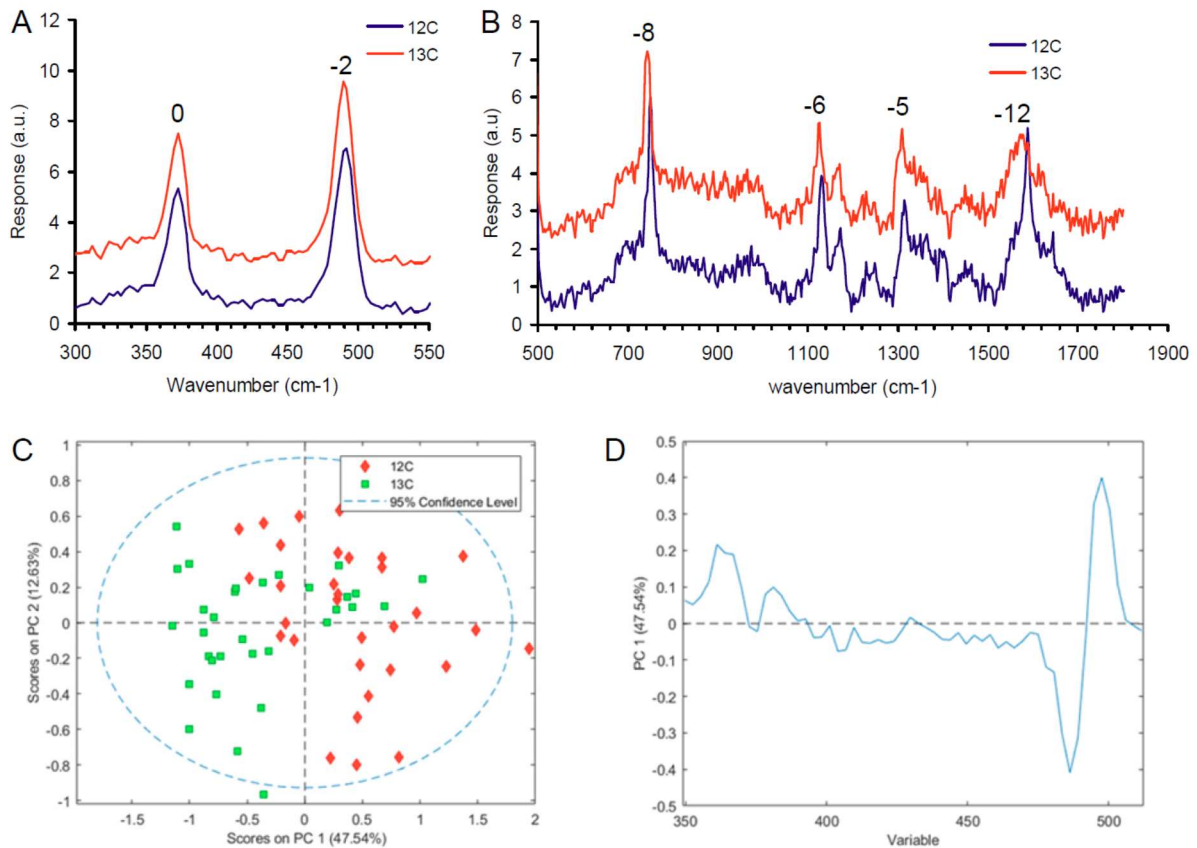 A
12C
13C
0
-2
Response (a.u.)
12
10
8
6
4
2
0
300 350 400 450 500 550
Wavenumber (cm-1)
B
12C
13C
-8
-6
-5
-12
Response (a.u)
8
7
6
5
4
3
2
1
0
500 700 900 1100 1300 1500 1700 1900
wavenumber (cm-1)
C
12C
13C
95% Confidence Level
Scores on PC 2 (12.63%)
1
0.8
0.6
0.4
0.2
0
-0.2
-0.4
-0.6
-0.8
-1
-1.5 -1 -0.5 0 0.5 1 1.5 2
Scores on PC 1 (47.54%)
D
PC 1 (47.54%)
0.5
0.4
0.3
0.2
0.1
0
-0.1
-0.2
-0.3
-0.4
-0.5
350 400 450 500
Variable